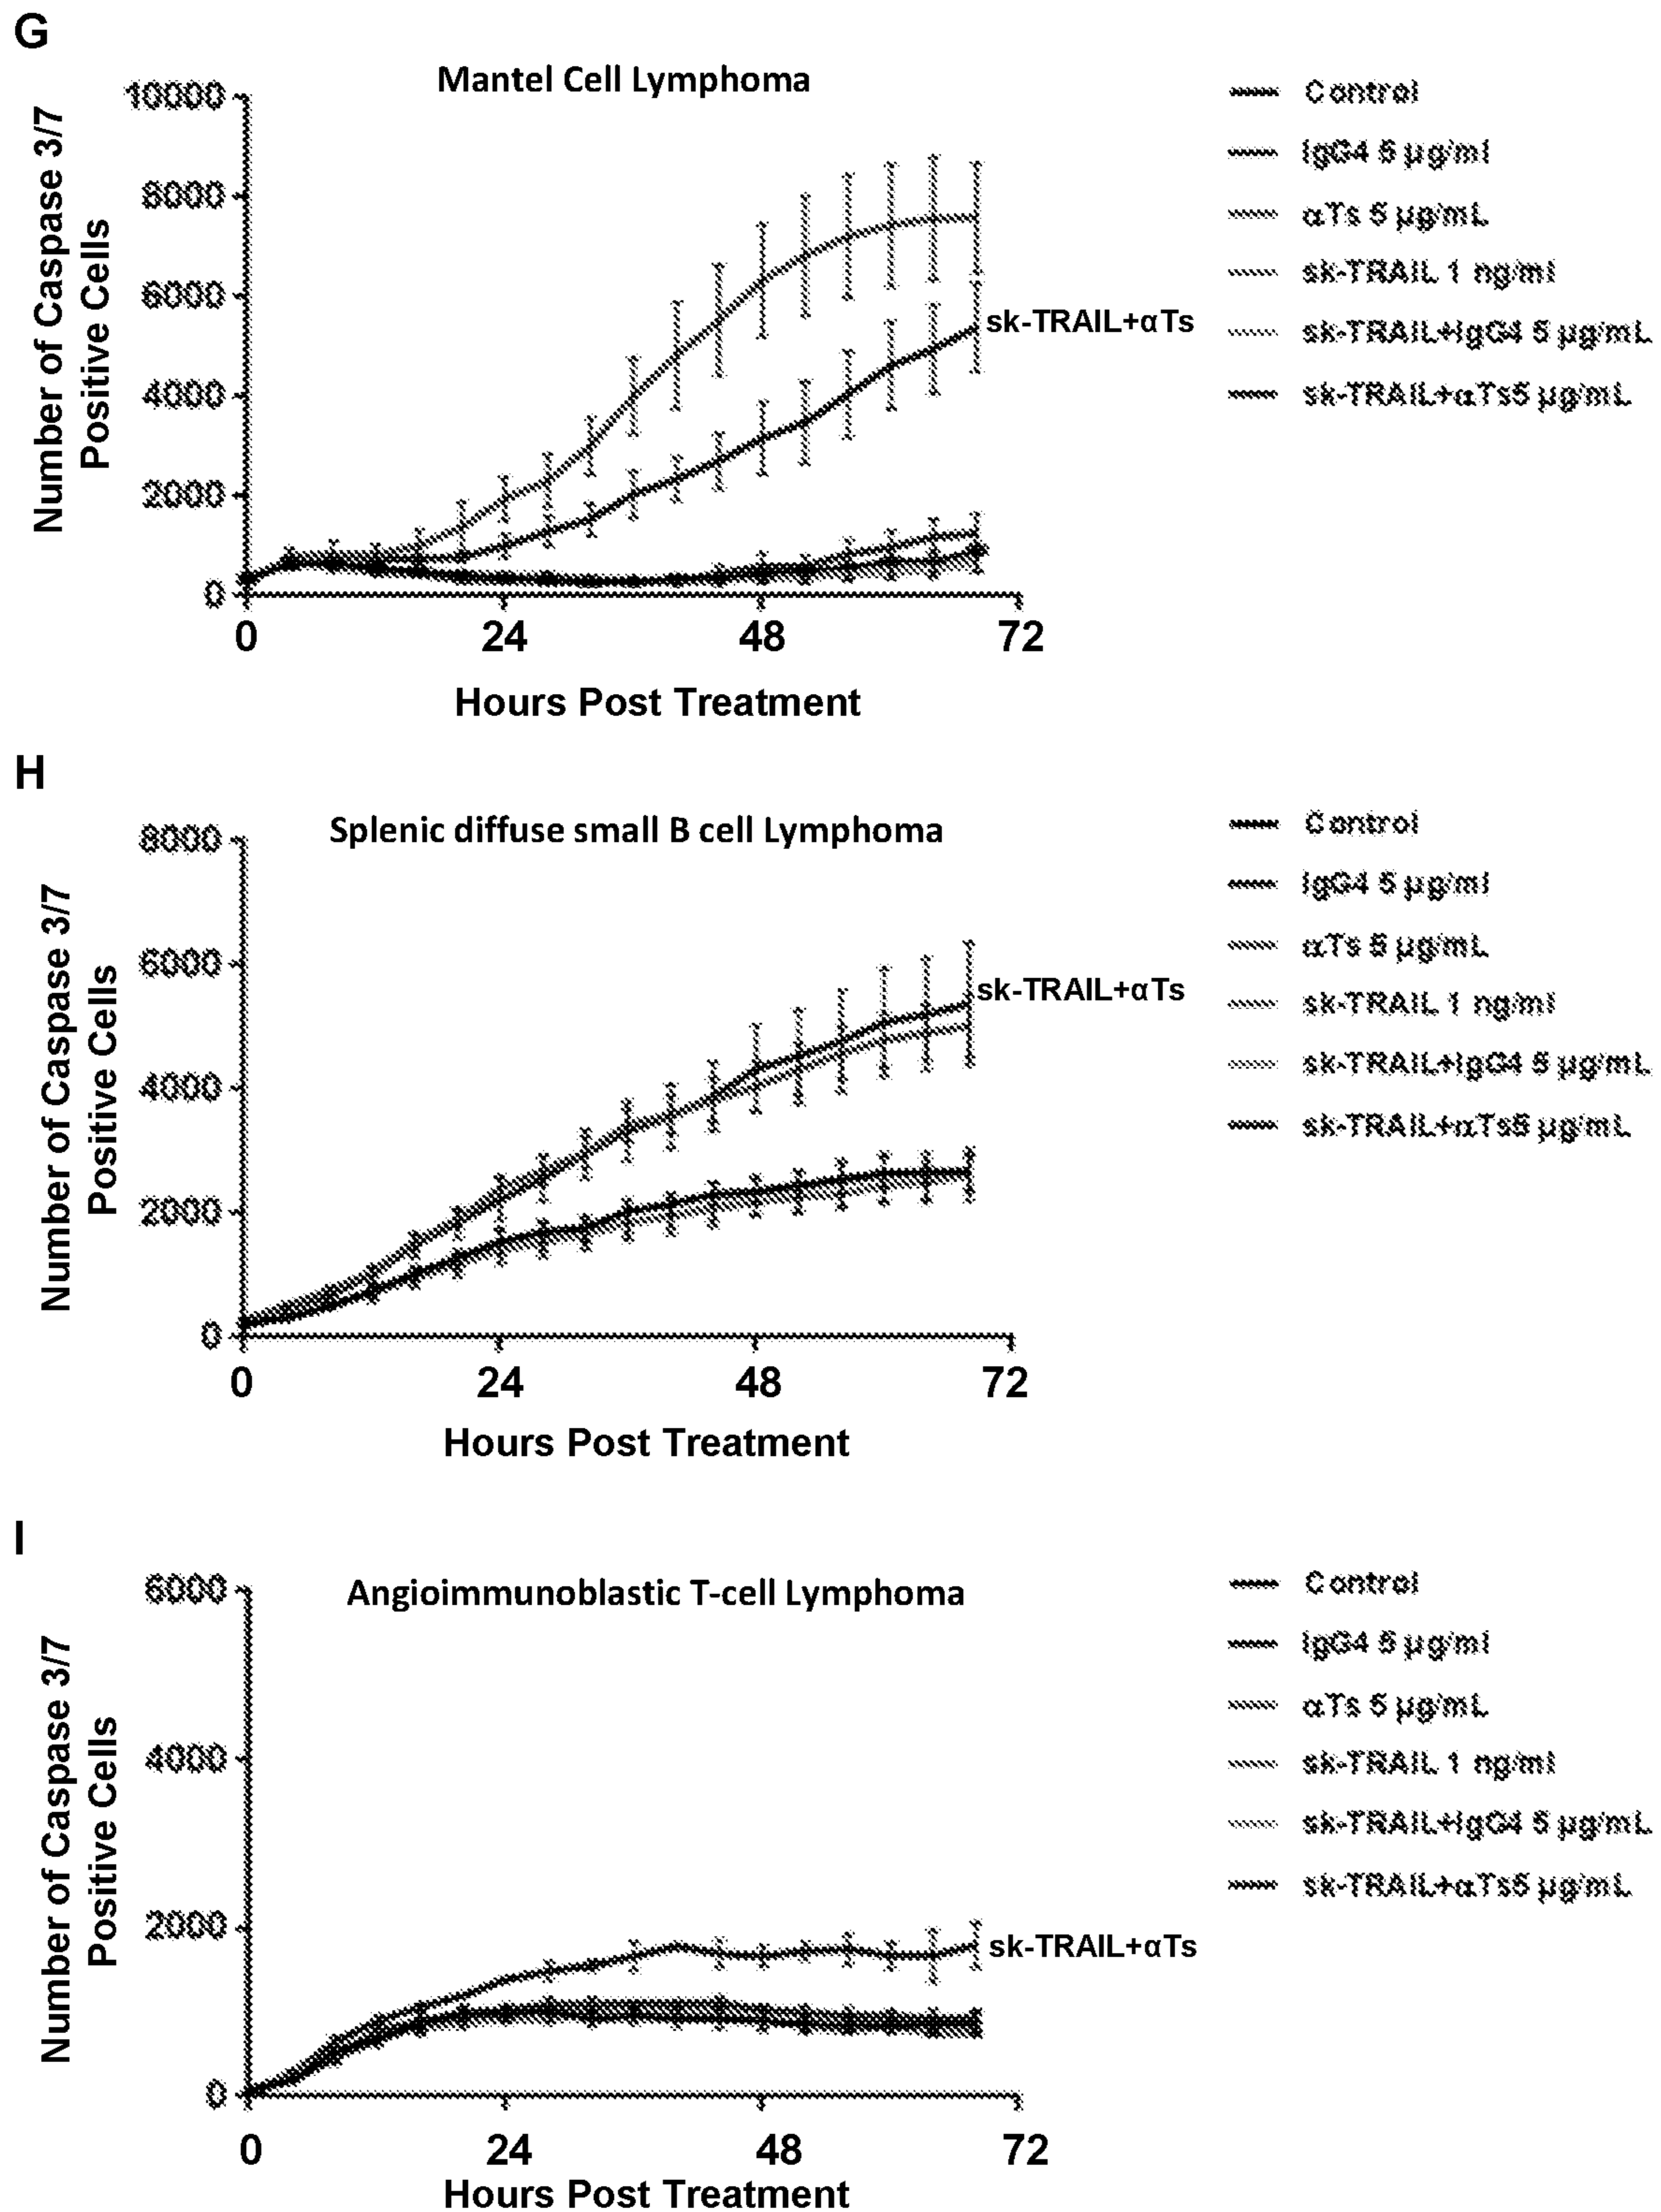 G
Mantel Cell Lymphoma
Number of Caspase 3/7
Positive Cells
10000
8000
6000
4000
2000
0
0 24 48 72
Hours Post Treatment
sk-TRAIL+αTs
Control
IgG4 5 µg/ml
αTs 5 µg/mL
sk-TRAIL 1 ng/ml
sk-TRAIL+IgG4 5 µg/mL
sk-TRAIL+αTs5 µg/mL
H
Splenic diffuse small B cell Lymphoma
Number of Caspase 3/7
Positive Cells
8000
6000
4000
2000
0
0 24 48 72
Hours Post Treatment
sk-TRAIL+αTs
Control
IgG4 5 µg/ml
αTs 5 µg/mL
sk-TRAIL 1 ng/ml
sk-TRAIL+IgG4 5 µg/mL
sk-TRAIL+αTs5 µg/mL
I
Angioimmunoblastic T-cell Lymphoma
Number of Caspase 3/7
Positive Cells
6000
4000
2000
0
0 24 48 72
Hours Post Treatment
sk-TRAIL+αTs
Control
IgG4 5 µg/ml
αTs 5 µg/mL
sk-TRAIL 1 ng/ml
sk-TRAIL+IgG4 5 µg/mL
sk-TRAIL+αTs5 µg/mL